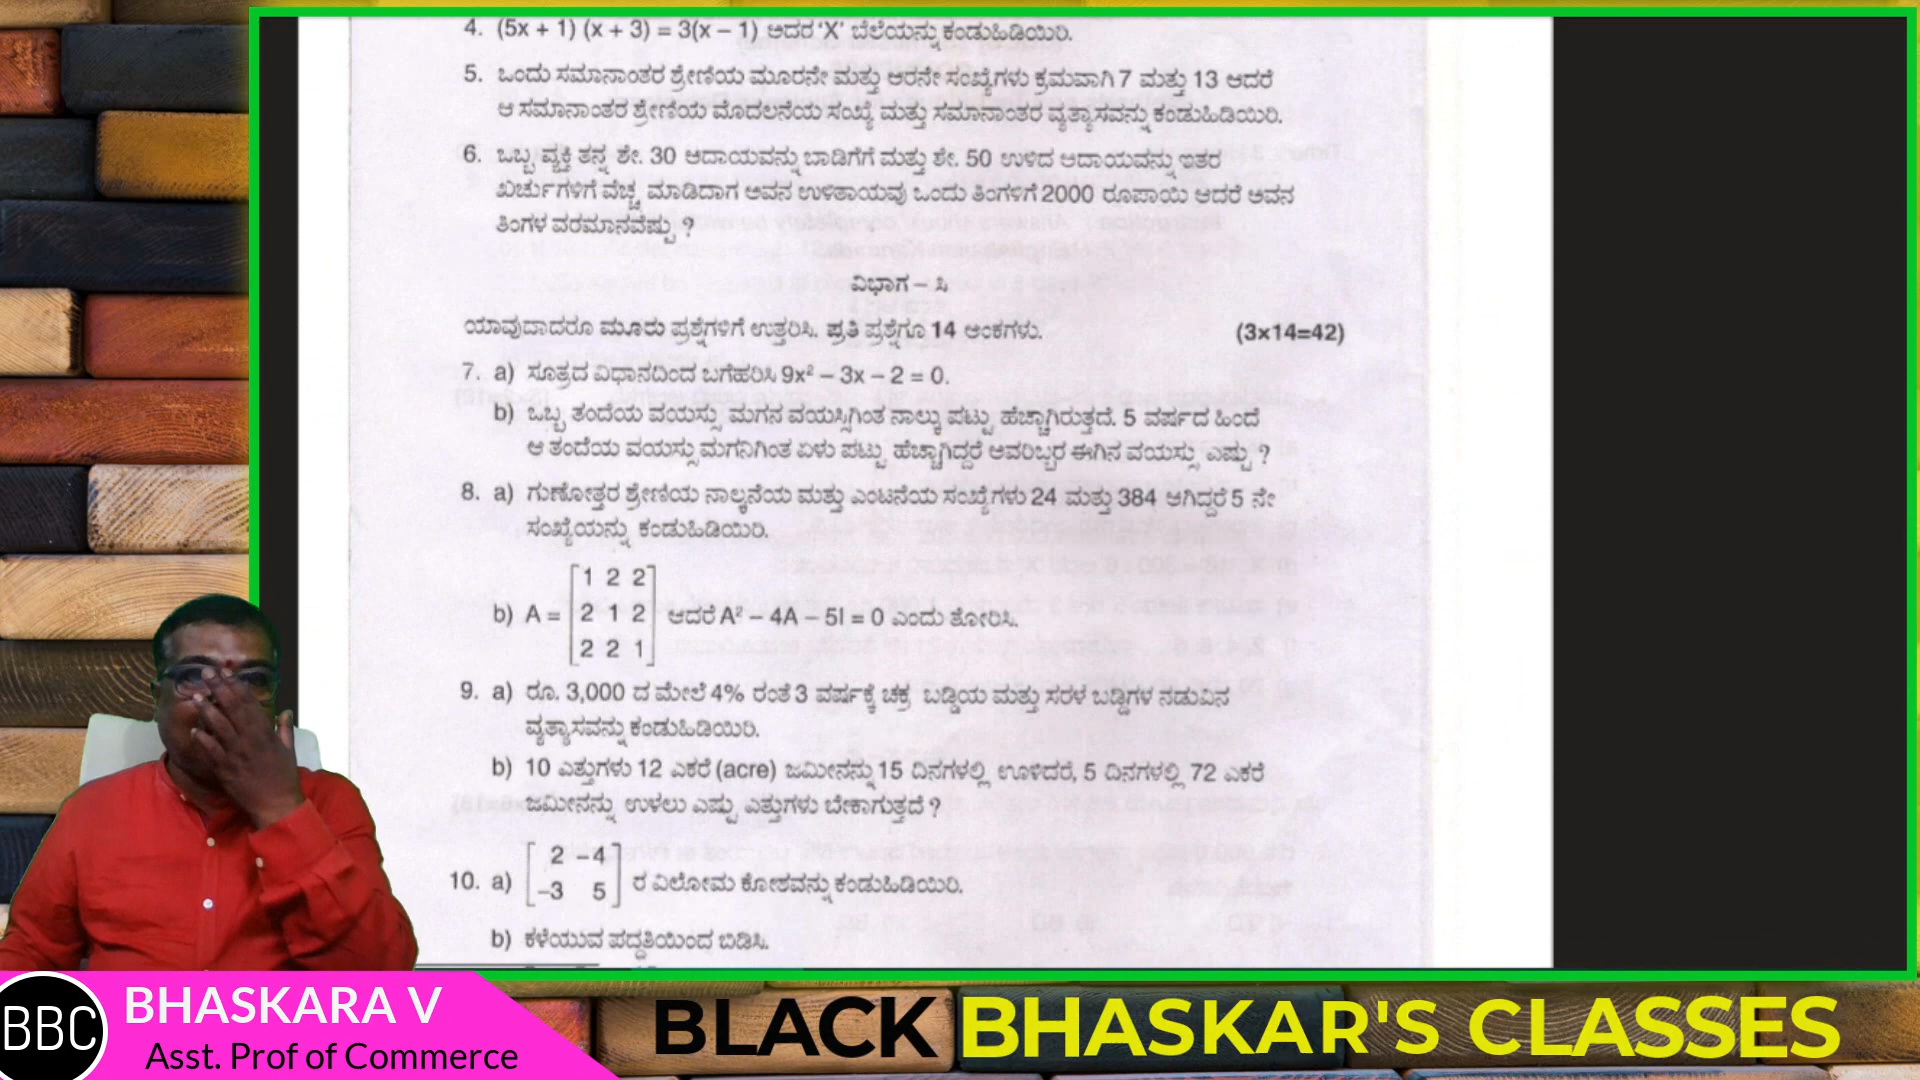 4. (5x + 1) (x + 3) = 3(x – 1) ಆದರ ‘X’ ಬೆಲೆಯನ್ನು ಕಂಡುಹಿಡಿಯಿರಿ.
5. ಒಂದು ಸಮಾನಾಂತರ ಶ್ರೇಣಿಯ ಮೂರನೇ ಮತ್ತು ಆರನೇ ಸಂಖ್ಯೆಗಳು ಕ್ರಮವಾಗಿ 7 ಮತ್ತು 13 ಆದರೆ
ಆ ಸಮಾನಾಂತರ ಶ್ರೇಣಿಯ ಮೊದಲನೆಯ ಸಂಖ್ಯೆ ಮತ್ತು ಸಮಾನಾಂತರ ವ್ಯತ್ಯಾಸವನ್ನು ಕಂಡುಹಿಡಿಯಿರಿ.
6. ಒಬ್ಬ ವ್ಯಕ್ತಿ ತನ್ನ ಶೇ. 30 ಆದಾಯವನ್ನು ಬಾಡಿಗೆಗೆ ಮತ್ತು ಶೇ. 50 ಉಳಿದ ಆದಾಯವನ್ನು ಇತರ
ಖರ್ಚುಗಳಿಗೆ ವೆಚ್ಚ ಮಾಡಿದಾಗ ಅವನ ಉಳಿತಾಯವು ಒಂದು ತಿಂಗಳಿಗೆ 2000 ರೂಪಾಯಿ ಆದರೆ ಅವನ
ತಿಂಗಳ ವರಮಾನವೆಷ್ಟು ?
ವಿಭಾಗ – ಸಿ
ಯಾವುದಾದರೂ ಮೂರು ಪ್ರಶ್ನೆಗಳಿಗೆ ಉತ್ತರಿಸಿ. ಪ್ರತಿ ಪ್ರಶ್ನೆಗೂ 14 ಅಂಕಗಳು. (3x14=42)
7. a) ಸೂತ್ರದ ವಿಧಾನದಿಂದ ಬಗೆಹರಿಸಿ 9x² – 3x – 2 = 0.
b) ಒಬ್ಬ ತಂದೆಯ ವಯಸ್ಸು ಮಗನ ವಯಸ್ಸಿಗಿಂತ ನಾಲ್ಕು ಪಟ್ಟು ಹೆಚ್ಚಾಗಿರುತ್ತದೆ. 5 ವರ್ಷದ ಹಿಂದೆ
ಆ ತಂದೆಯ ವಯಸ್ಸು ಮಗನಿಗಿಂತ ಏಳು ಪಟ್ಟು ಹೆಚ್ಚಾಗಿದ್ದರೆ ಅವರಿಬ್ಬರ ಈಗಿನ ವಯಸ್ಸು ಎಷ್ಟು ?
8. a) ಗುಣೋತ್ತರ ಶ್ರೇಣಿಯ ನಾಲ್ಕನೆಯ ಮತ್ತು ಎಂಟನೆಯ ಸಂಖ್ಯೆಗಳು 24 ಮತ್ತು 384 ಆಗಿದ್ದರೆ 5 ನೇ
ಸಂಖ್ಯೆಯನ್ನು ಕಂಡುಹಿಡಿಯಿರಿ.
1 2 2
b) A = 2 1 2 ಆದರೆ A² – 4A – 5I = 0 ಎಂದು ತೋರಿಸಿ.
2 2 1
9. a) ರೂ. 3,000 ದ ಮೇಲೆ 4% ರಂತೆ 3 ವರ್ಷಕ್ಕೆ ಚಕ್ರ ಬಡ್ಡಿಯ ಮತ್ತು ಸರಳ ಬಡ್ಡಿಗಳ ನಡುವಿನ
ವ್ಯತ್ಯಾಸವನ್ನು ಕಂಡುಹಿಡಿಯಿರಿ.
b) 10 ಎತ್ತುಗಳು 12 ಎಕರೆ (acre) ಜಮೀನನ್ನು 15 ದಿನಗಳಲ್ಲಿ ಊಳಿದರೆ, 5 ದಿನಗಳಲ್ಲಿ 72 ಎಕರೆ
ಜಮೀನನ್ನು ಉಳಲು ಎಷ್ಟು ಎತ್ತುಗಳು ಬೇಕಾಗುತ್ತದೆ ?
2 –4
10. a) –3 5 ರ ವಿಲೋಮ ಕೋಶವನ್ನು ಕಂಡುಹಿಡಿಯಿರಿ.
b) ಕಳೆಯುವ ಪದ್ಧತಿಯಿಂದ ಬಿಡಿಸಿ.
BBC
BHASKARA V
Asst. Prof of Commerce
BLACK BHASKAR'S CLASSES